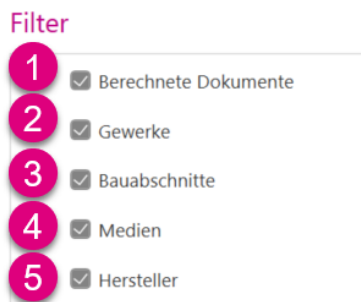 Filter
1 Berechnete Dokumente
2 Gewerke
3 Bauabschnitte
4 Medien
5 Hersteller